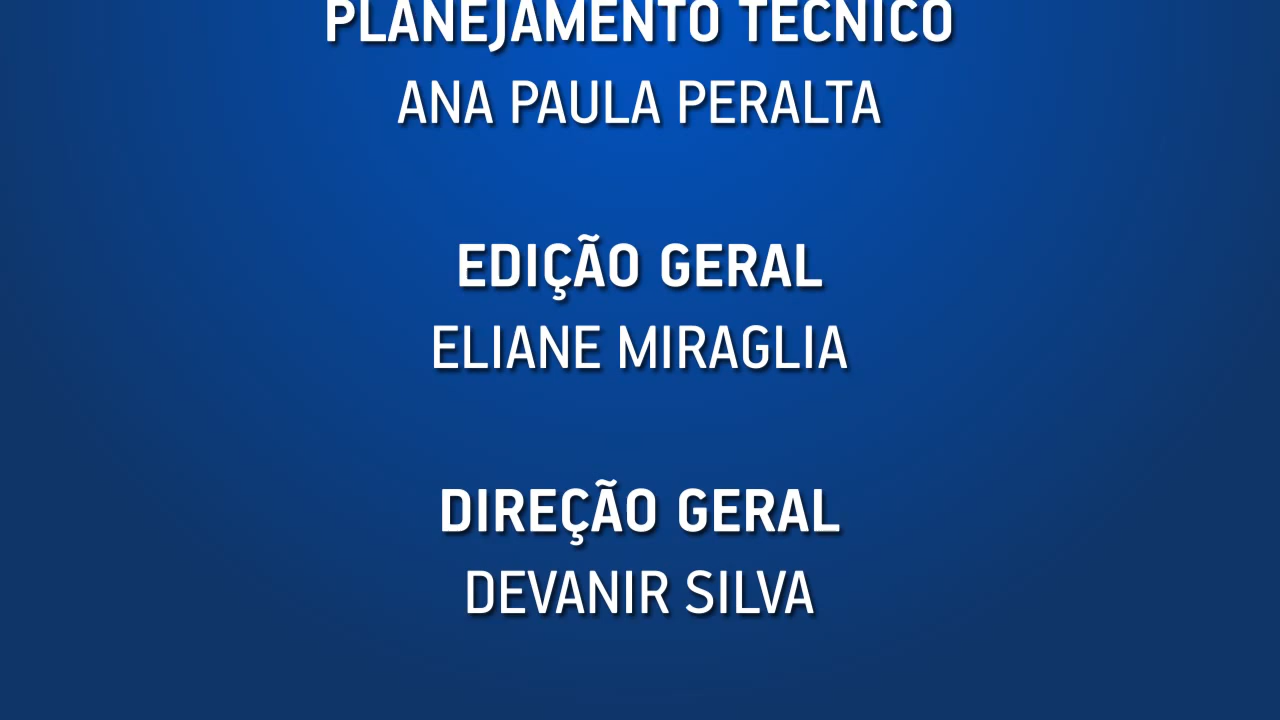 PLANEJAMENTO TÉCNICO
ANA PAULA PERALTA
EDIÇÃO GERAL
ELIANE MIRAGLIA
DIREÇÃO GERAL
DEVANIR SILVA